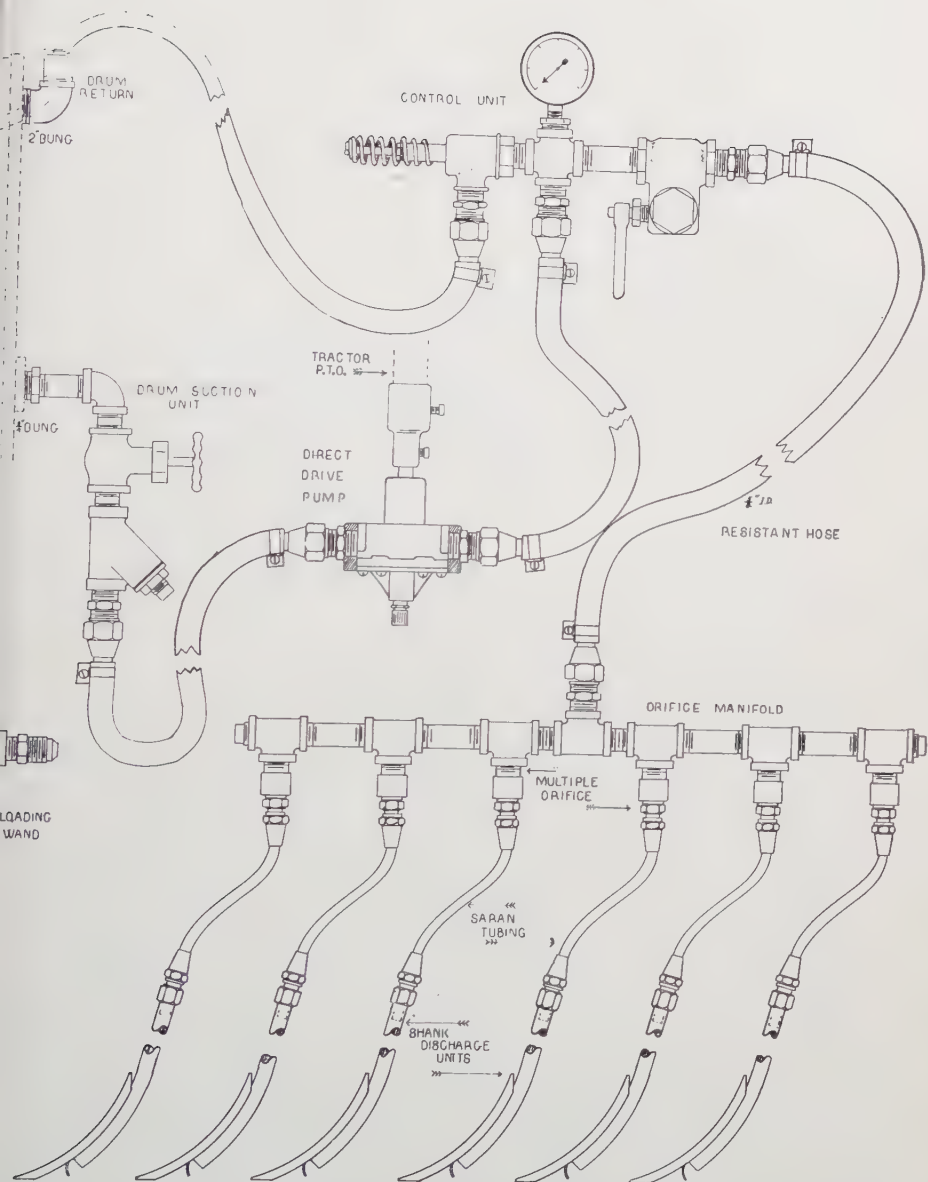 DRUM
RETURN
2" BUNG
CONTROL UNIT
TRACTOR
P.T.O.
DRUM SUCTION
UNIT
BUNG
DIRECT
DRIVE
PUMP
RESISTANT HOSE
ORIFICE MANIFOLD
MULTIPLE
ORIFICE
LOADING
WAND
SARAN
TUBING
SHANK
DISCHARGE
UNITS